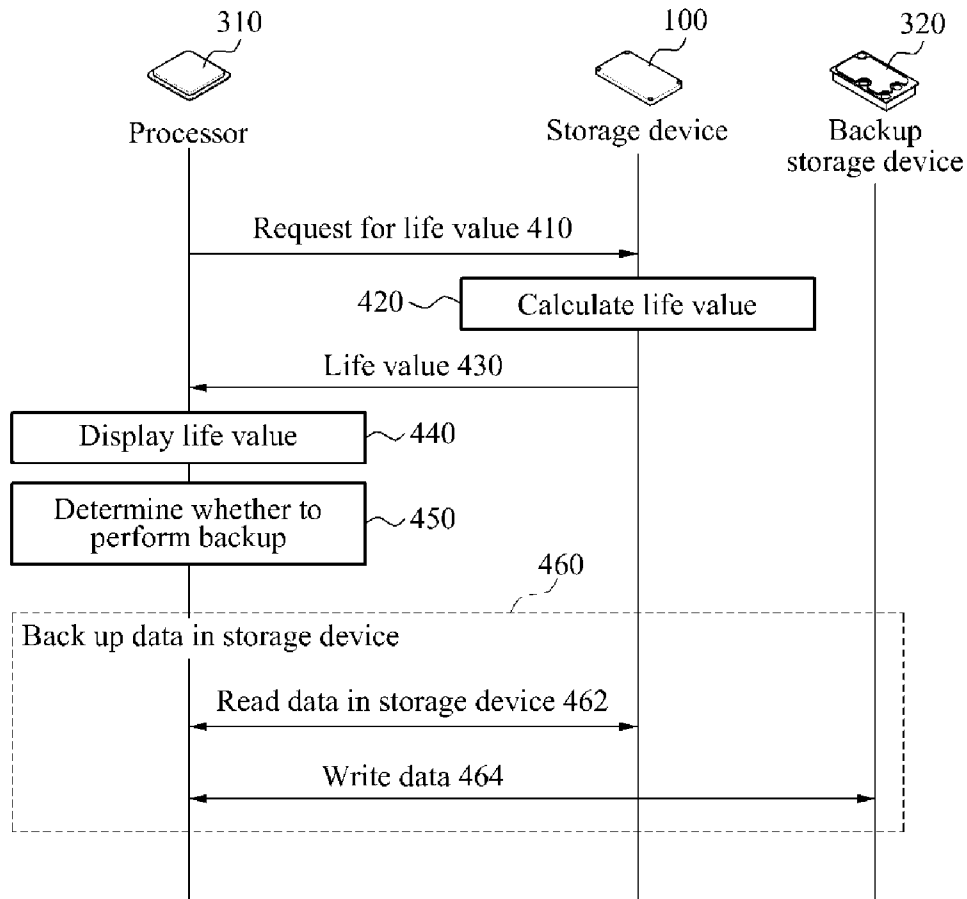 310
100
320
Processor
Storage device
Backup
storage device
Request for life value 410
420
Calculate life value
Life value 430
Display life value
440
Determine whether to
perform backup
450
460
Back up data in storage device
Read data in storage device 462
Write data 464